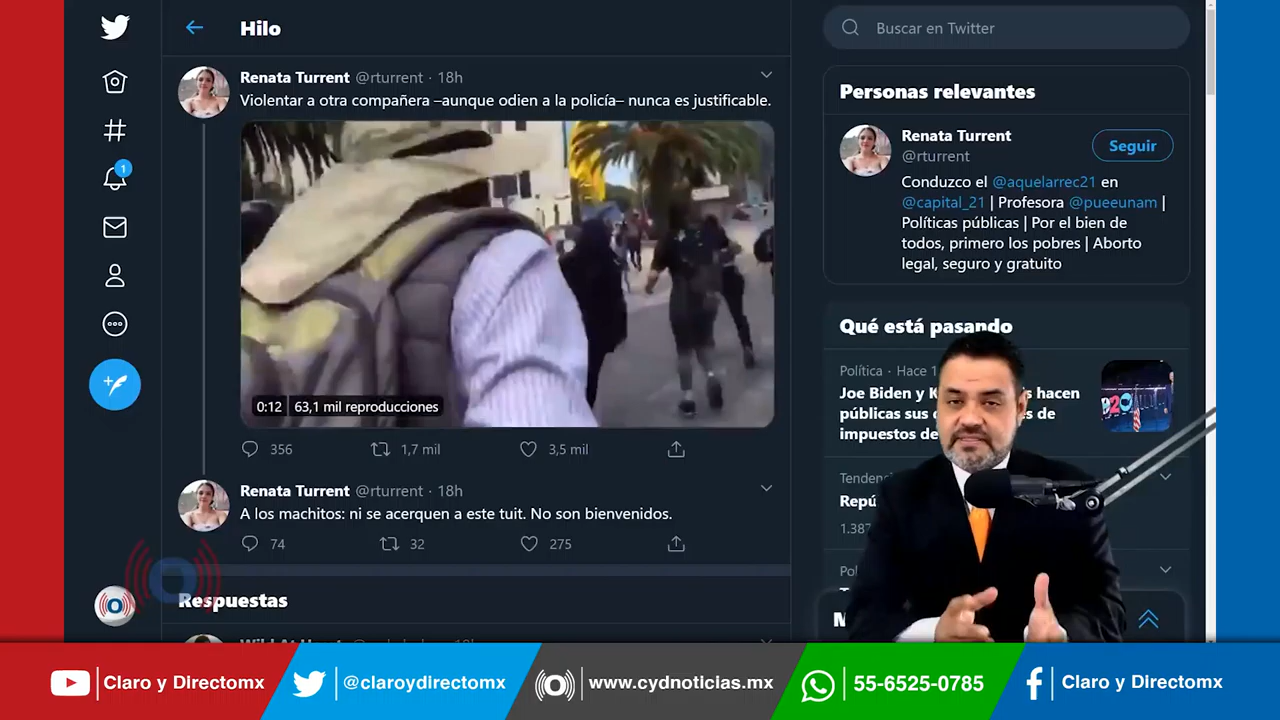 Hilo
Renata Turrent @rturrent · 18h
Violentar a otra compañera –aunque odien a la policía– nunca es justificable.
0:12 63,1 mil reproducciones
356 1,7 mil 3,5 mil
Renata Turrent @rturrent · 18h
A los machitos: ni se acerquen a este tuit. No son bienvenidos.
74 32 275
Respuestas
1
Buscar en Twitter
Personas relevantes
Renata Turrent
@rturrent
Seguir
Conduzco el @aquelarrec21 en
@capital_21 | Profesora @pueeunam |
Políticas públicas | Por el bien de
todos, primero los pobres | Aborto
legal, seguro y gratuito
Qué está pasando
Política · Hace 1
Joe Biden y K s hacen
públicas sus es de
impuestos de
Tendenc
Repú
1.387
Claro y Directomx
@claroydirectomx
www.cydnoticias.mx
55-6525-0785
Claro y Directomx